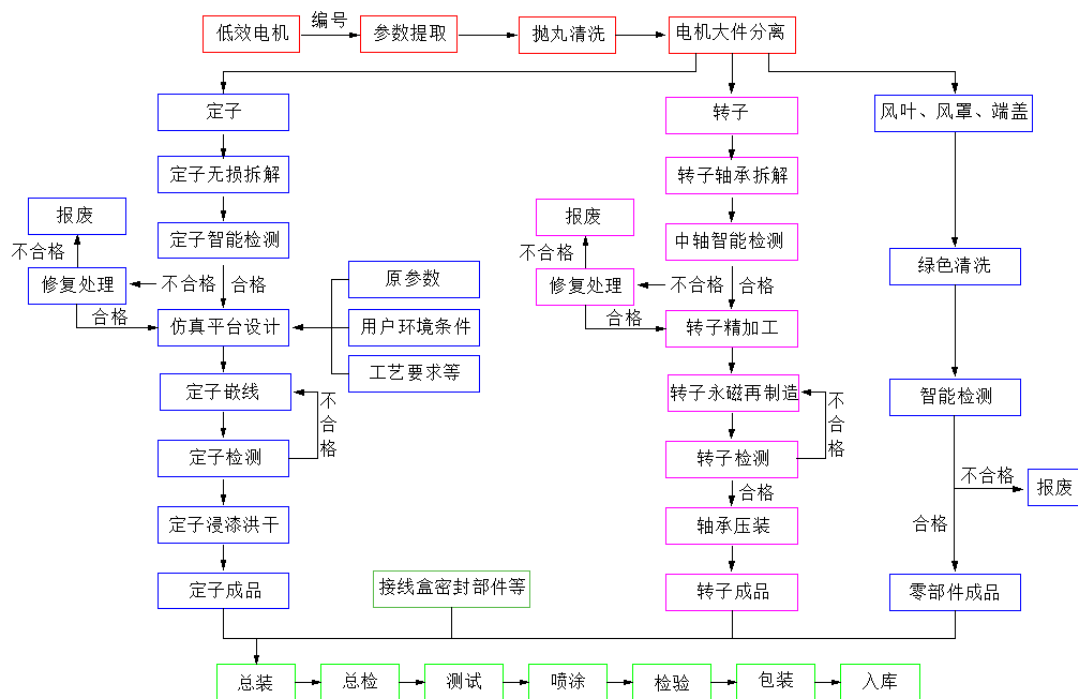 低效电机
编号
参数提取
抛丸清洗
电机大件分离
定子
转子
风叶、风罩、端盖
定子无损拆解
转子轴承拆解
报废
定子智能检测
不合格
报废
中轴智能检测
不合格
绿色清洗
修复处理
不合格
合格
原参数
修复处理
不合格
合格
合格
仿真平台设计
用户环境条件
合格
转子精加工
工艺要求等
定子嵌线
不合格
转子永磁再制造
不合格
智能检测
定子检测
转子检测
合格
不合格
报废
定子浸漆洪干
轴承压装
合格
定子成品
接线盒密封部件等
转子成品
零部件成品
总装
总检
测试
喷涂
检验
包装
入库